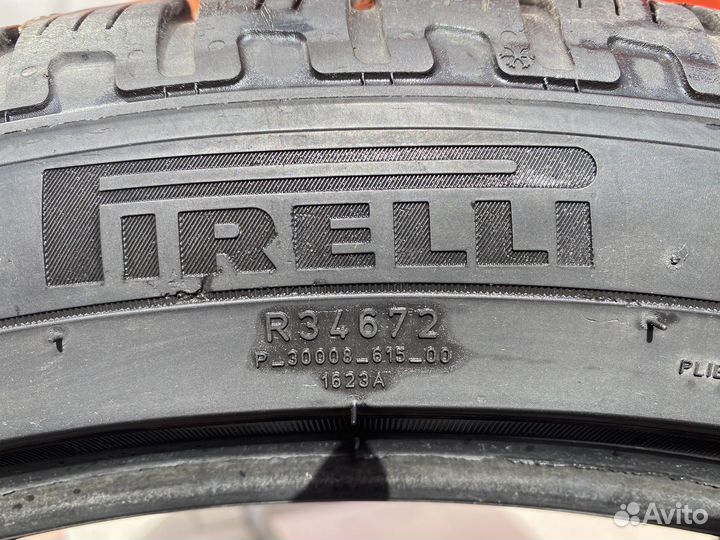 PIRELLI
R34672
P_30008_615_00
1623A
PLIE
Avito